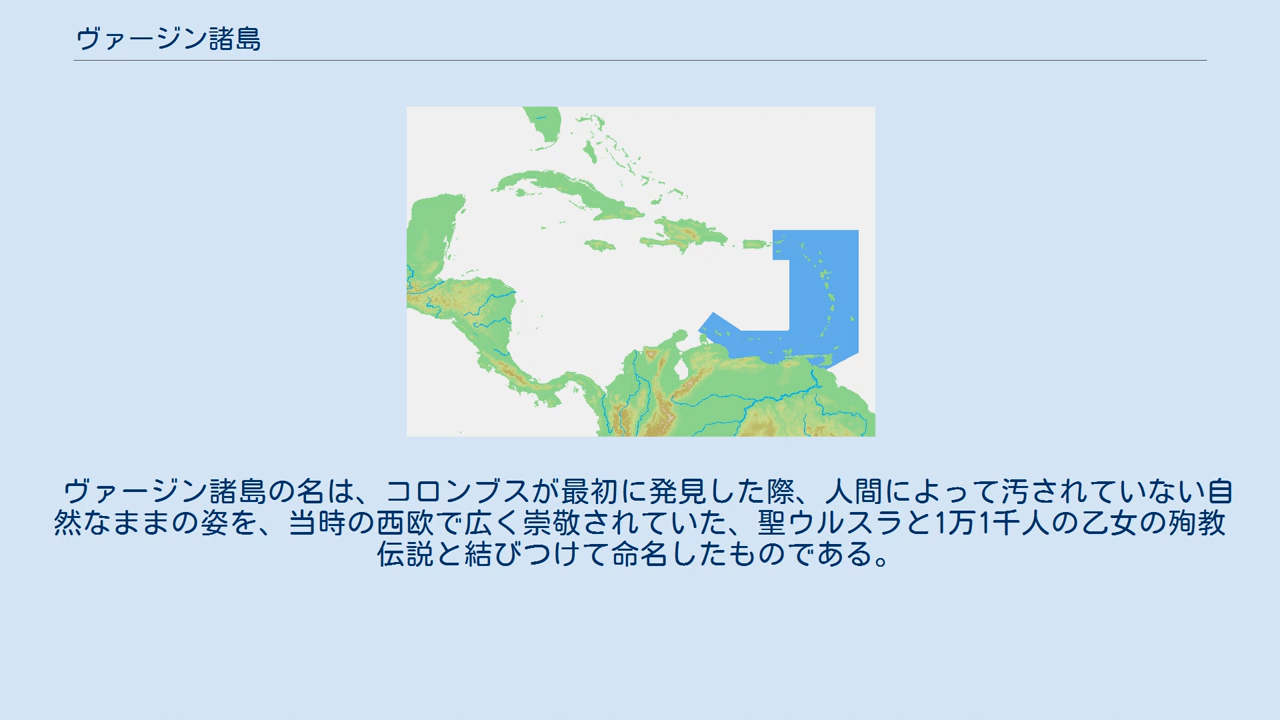 ヴァージン諸島
ヴァージン諸島の名は、コロンブスが最初に発見した際、人間によって汚されていない自
然なままの姿を、当時の西欧で広く崇敬されていた、聖ウルスラと1万1千人の乙女の殉教
伝説と結びつけて命名したものである。